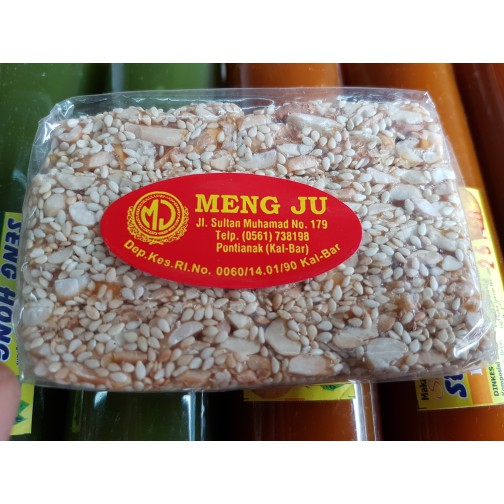 MENG JU
Jl. Sultan Muhamad No. 179
Telp. (0561) 738198
Pontianak (Kal-Bar)
Dep.Kes.RI.No. 0060/14.01/90 Kal-Bar
MJ
SENG HONG
DINKES